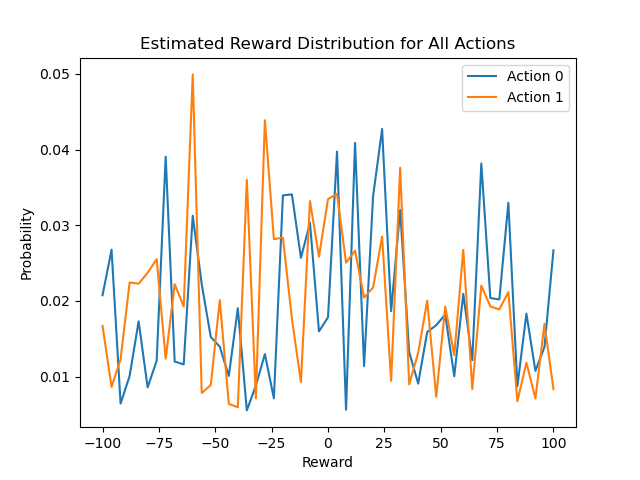 Estimated Reward Distribution for All Actions
Action 0
Action 1
Probability
0.05
0.04
0.03
0.02
0.01
−100
−75
−50
−25
0
25
50
75
100
Reward